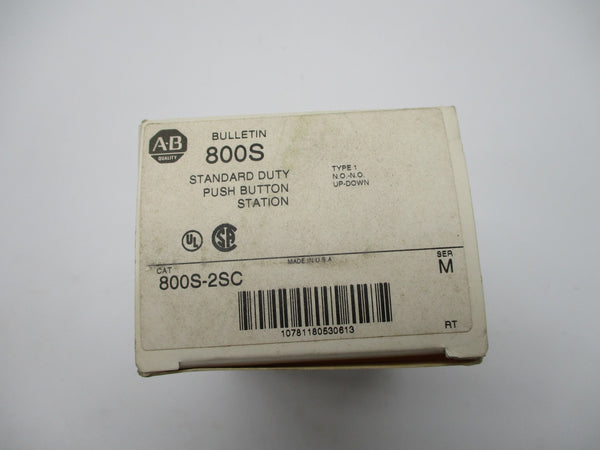 A-B
QUALITY
BULLETIN
800S
STANDARD DUTY
PUSH BUTTON
STATION
TYPE 1
N.O.-N.O.
UP-DOWN
UL
SA
MADE IN U.S.A.
SER
M
CAT
800S-2SC
10781180530613
RT